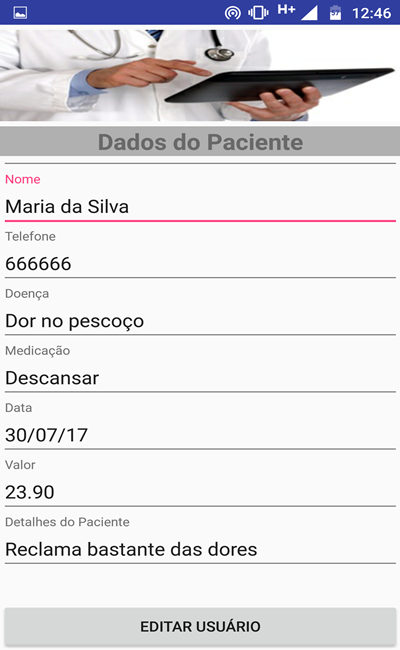 H+ 12:46
Dados do Paciente
Nome
Maria da Silva
Telefone
666666
Doença
Dor no pescoço
Medicação
Descansar
Data
30/07/17
Valor
23.90
Detalhes do Paciente
Reclama bastante das dores
EDITAR USUÁRIO